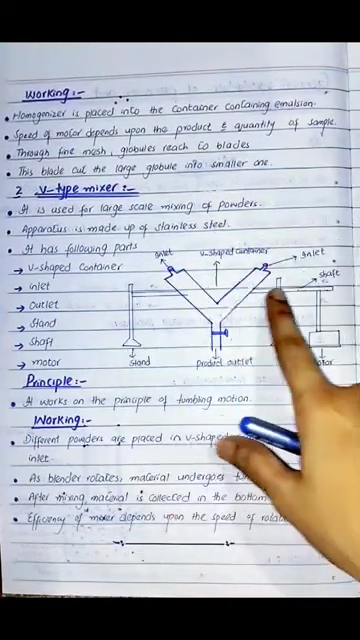 Working:-
• Homogenizer is placed into the container containing emulsion.
• Speed of motor depends upon the product & quantity of sample.
• Through fine mesh, globules reach to blades
• This blade cut the large globule into smaller one.
2 V-type mixer:-
• It is used for large scale mixing of powders.
• Apparatus is made up of stainless steel.
• It has following parts
→ V-shaped container
→ inlet
→ Outlet
→ Stand
→ Shaft
→ motor
Inlet V-shaped container Inlet
shaft
Stand product outlet motor
Principle:-
• It works on the principle of tumbling motion.
Working:-
• Different powders are placed in V-shaped
inlet.
• As blender rotates, material undergoes
• After mixing material is collected in the bottom
• Efficiency of mixer depends upon the speed of